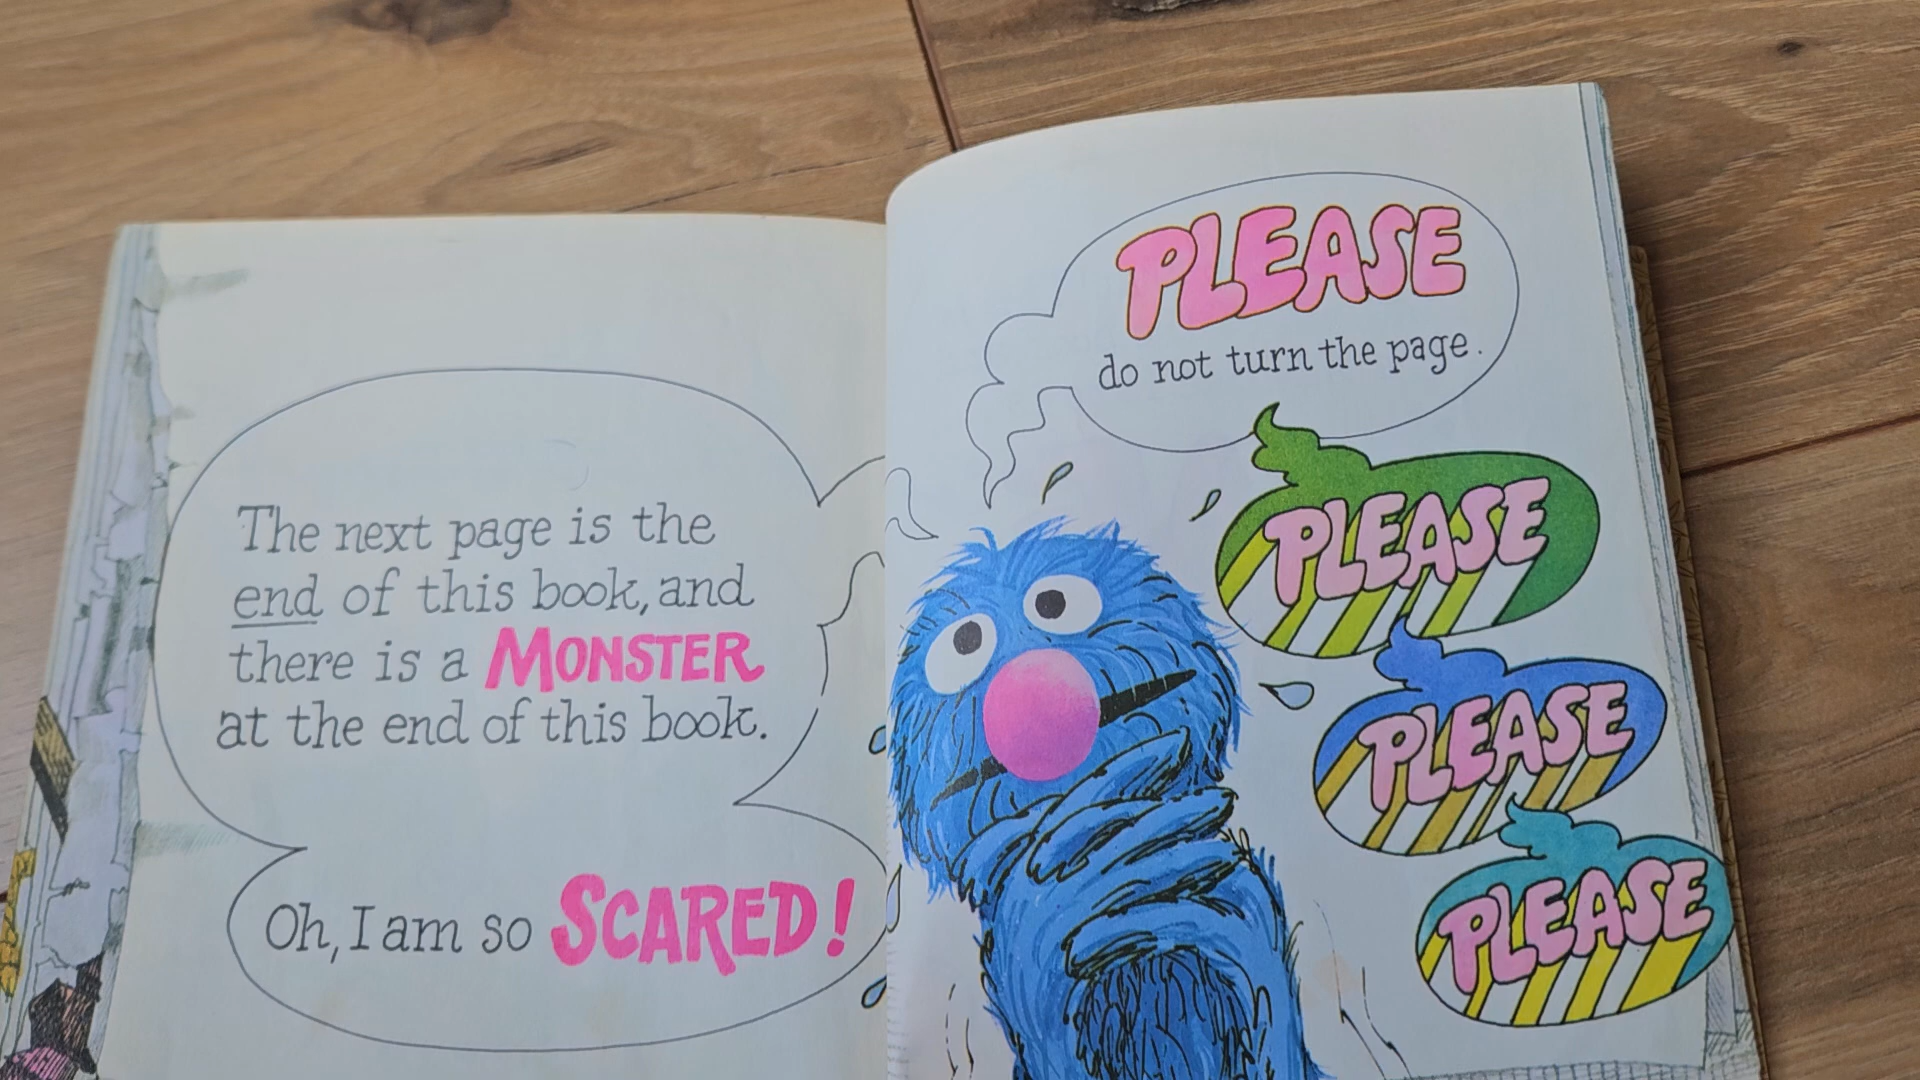 The next page is the
end of this book, and
there is a MONSTER
at the end of this book.
Oh, I am so SCARED!
PLEASE
do not turn the page.
PLEASE
PLEASE
PLEASE